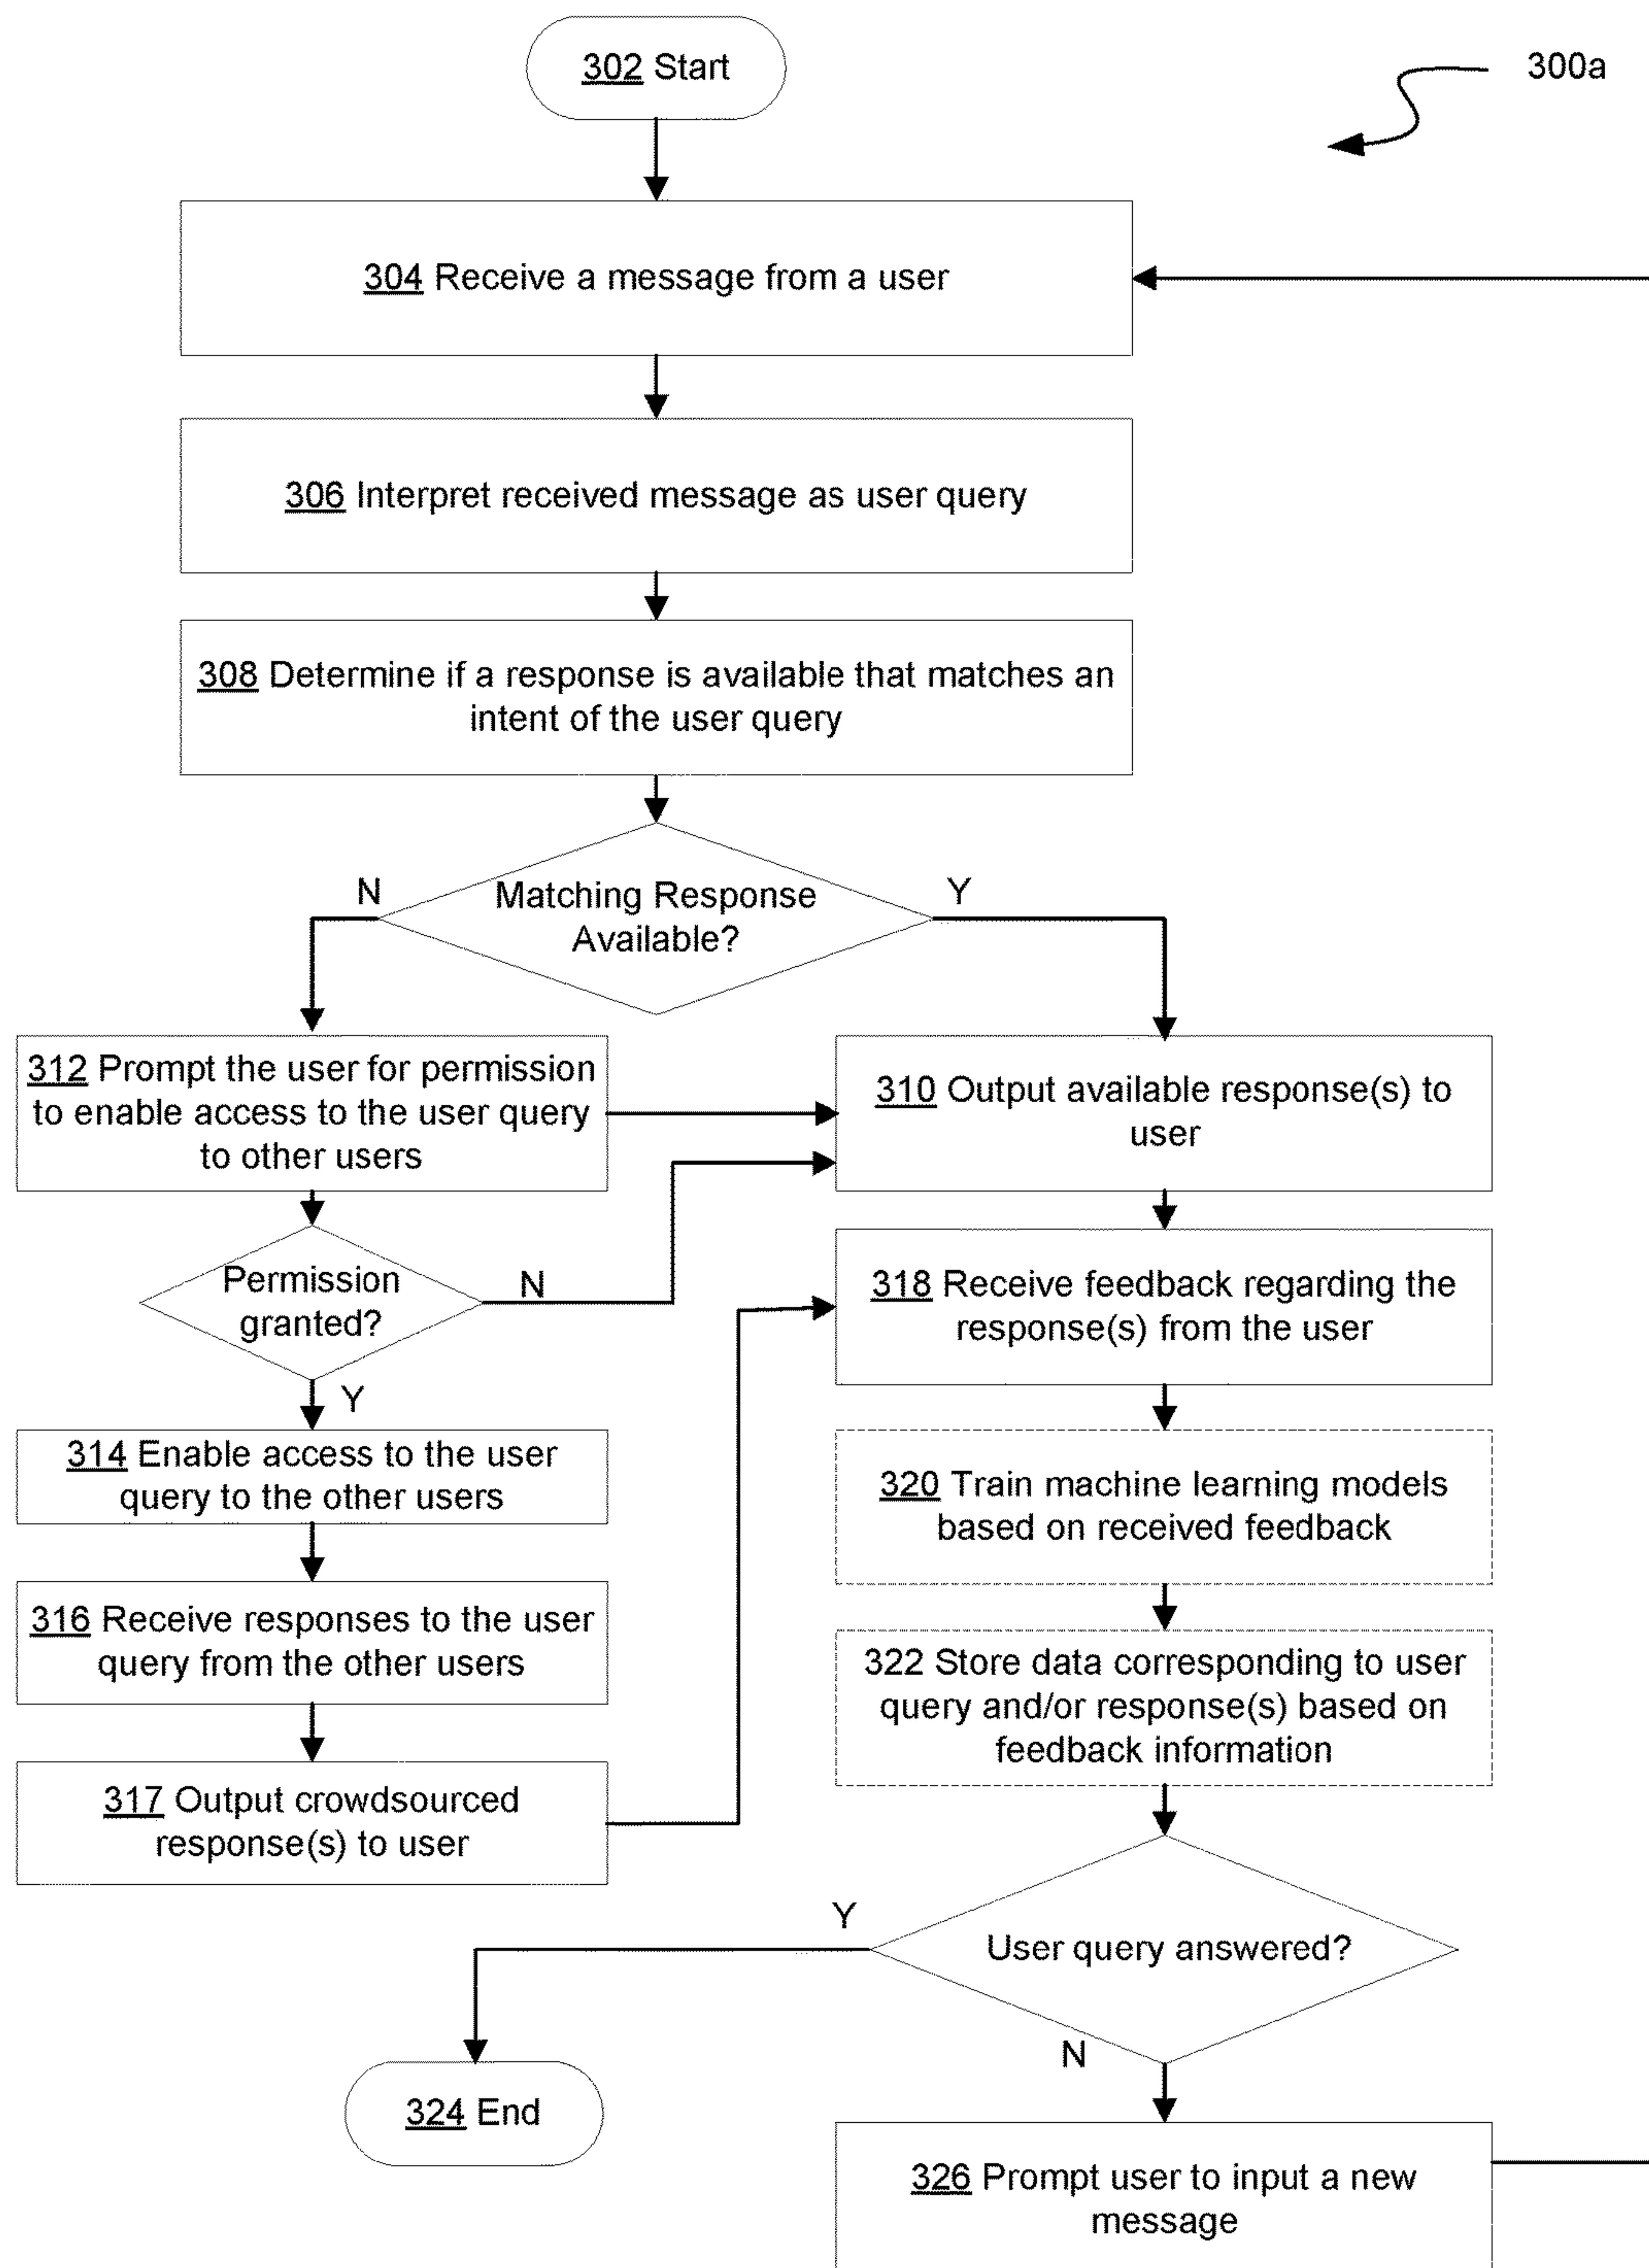 302 Start
300a
304 Receive a message from a user
306 Interpret received message as user query
308 Determine if a response is available that matches an
intent of the user query
N
Matching Response
Available?
Y
312 Prompt the user for permission
to enable access to the user query
to other users
310 Output available response(s) to
user
Permission
granted?
N
Y
318 Receive feedback regarding the
response(s) from the user
314 Enable access to the user
query to the other users
320 Train machine learning models
based on received feedback
316 Receive responses to the user
query from the other users
322 Store data corresponding to user
query and/or response(s) based on
feedback information
317 Output crowdsourced
response(s) to user
Y
User query answered?
N
324 End
326 Prompt user to input a new
message